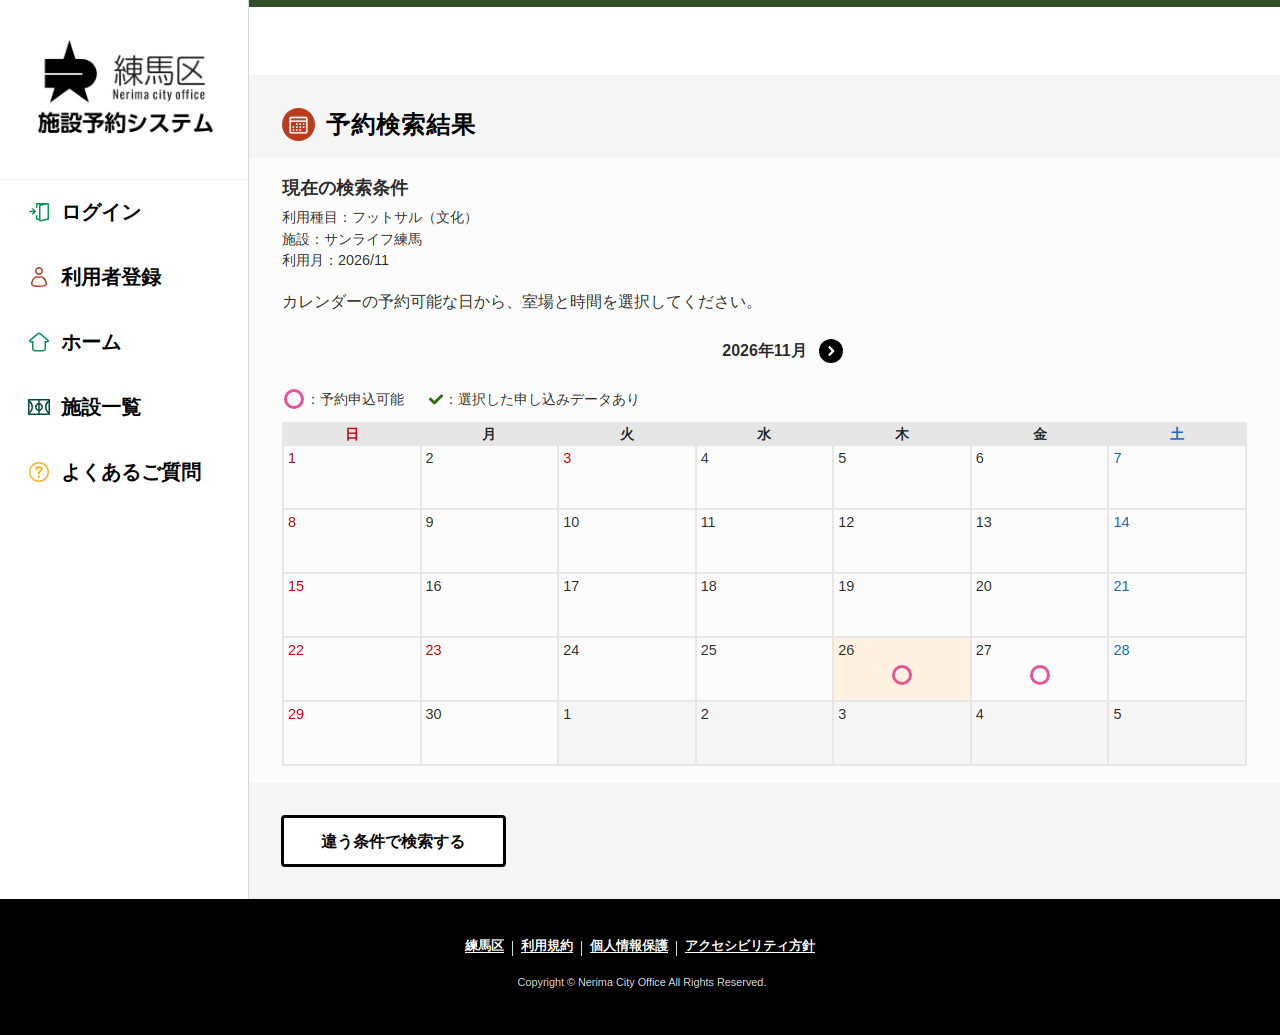 練馬区
Nerima city office
施設予約システム
ログイン
利用者登録
ホーム
施設一覧
よくあるご質問
予約検索結果
現在の検索条件
利用種目：フットサル（文化）
施設：サンライフ練馬
利用月：2026/11
カレンダーの予約可能な日から、室場と時間を選択してください。
2026年11月
：予約申込可能 ：選択した申し込みデータあり
日 月 火 水 木 金 土
1 2 3 4 5 6 7
8 9 10 11 12 13 14
15 16 17 18 19 20 21
22 23 24 25 26 27 28
29 30 1 2 3 4 5
違う条件で検索する
練馬区 | 利用規約 | 個人情報保護 | アクセシビリティ方針
Copyright © Nerima City Office All Rights Reserved.